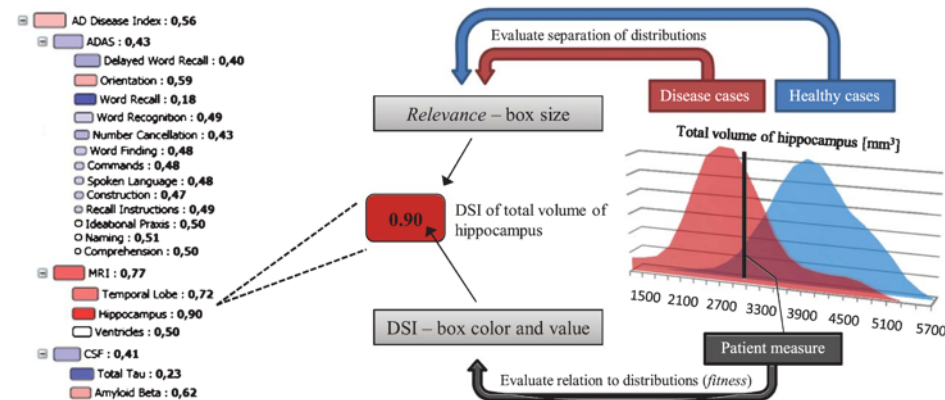 AD Disease Index : 0,56
ADAS : 0,43
Delayed Word Recall : 0,40
Orientation : 0,59
Word Recall : 0,18
Word Recognition : 0,49
Number Cancellation : 0,43
Word Finding : 0,48
Commands : 0,48
Spoken Language : 0,48
Construction : 0,47
Recall Instructions : 0,49
Ideational Praxis : 0,50
Naming : 0,51
Comprehension : 0,50
MRI : 0,77
Temporal Lobe : 0,72
Hippocampus : 0,90
Ventricles : 0,50
CSF : 0,41
Total Tau : 0,23
Amyloid Beta : 0,62
Evaluate separation of distributions
Relevance – box size
0.90
DSI of total volume of
hippocampus
DSI – box color and value
Evaluate relation to distributions (fitness)
Disease cases
Healthy cases
Total volume of hippocampus [mm³]
1500 2100 2700 3300 3900 4500 5100 5700
Patient measure